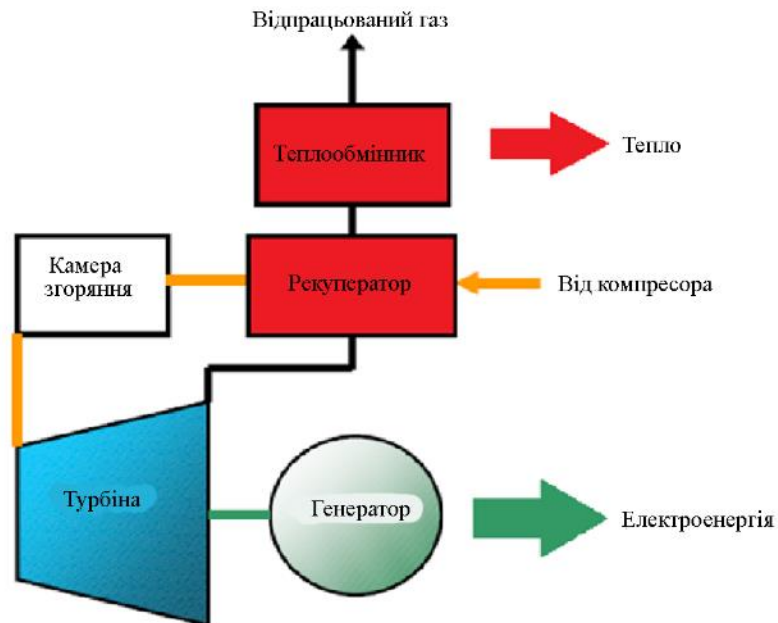 Відпрацьований газ
Теплообмінник
Тепло
Камера
згоряння
Рекуператор
Від компресора
Турбіна
Генератор
Електроенергія